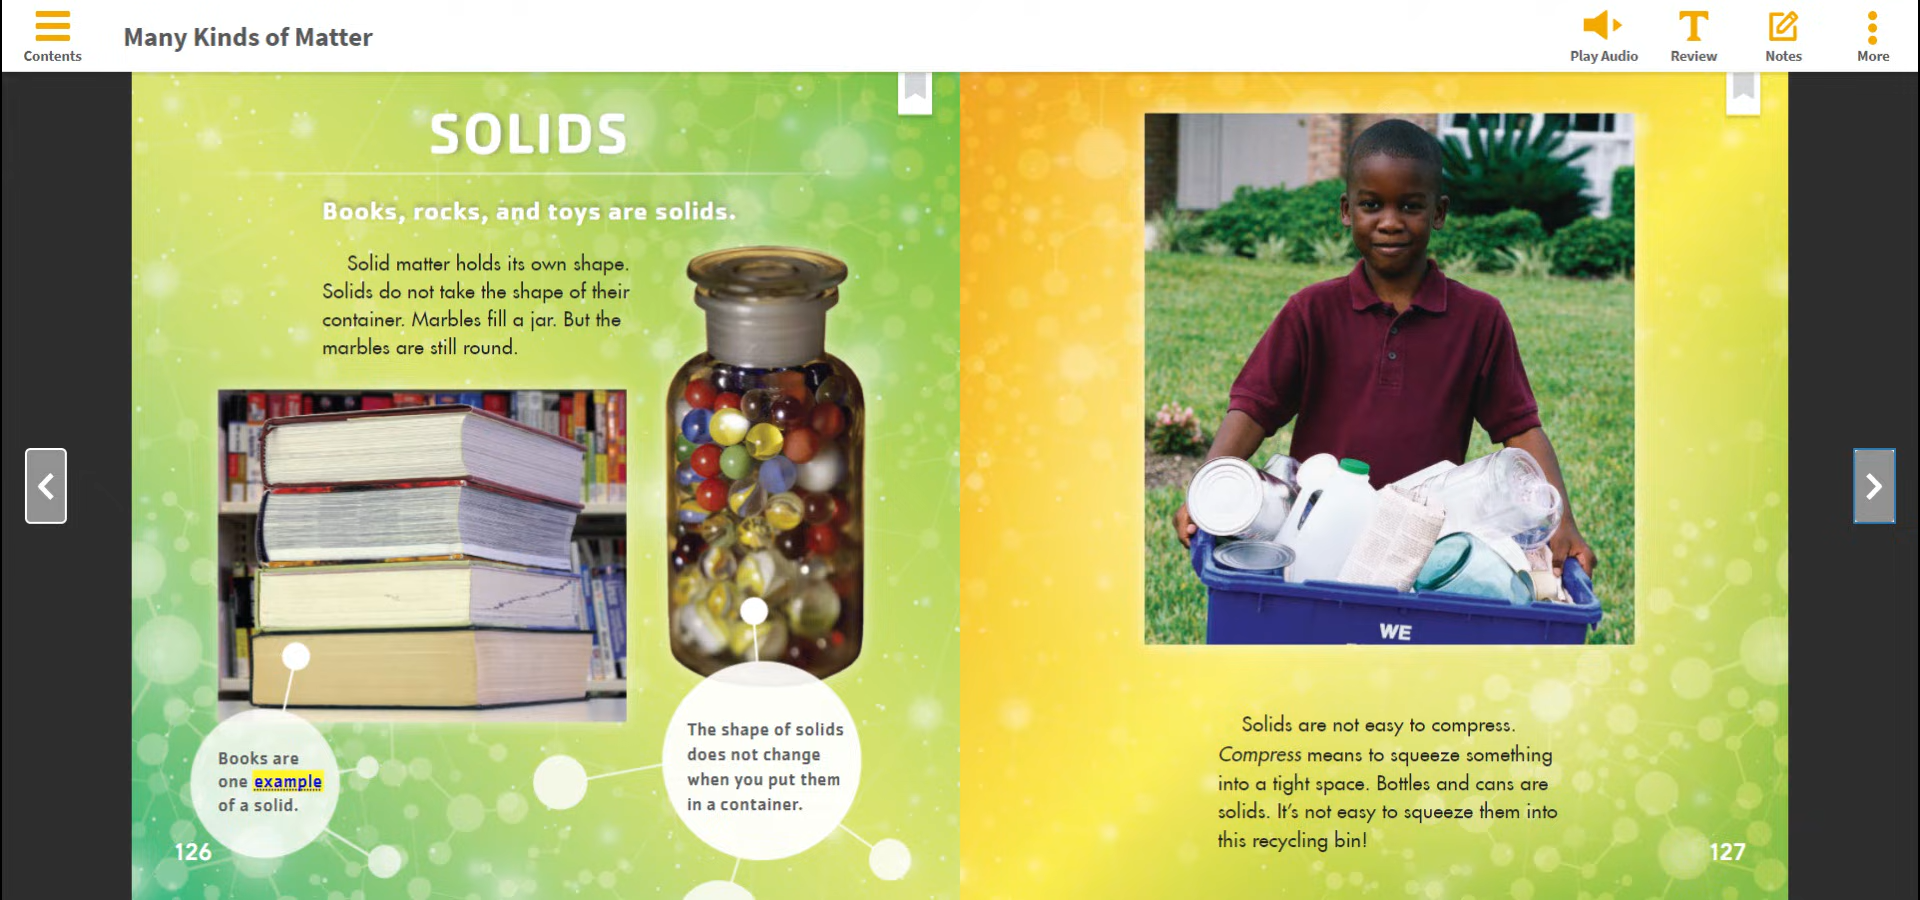 Contents
Many Kinds of Matter
Play Audio
Review
Notes
More
SOLIDS
Books, rocks, and toys are solids.
Solid matter holds its own shape.
Solids do not take the shape of their
container. Marbles fill a jar. But the
marbles are still round.
Books are
one example
of a solid.
The shape of solids
does not change
when you put them
in a container.
126
WE
Solids are not easy to compress.
Compress means to squeeze something
into a tight space. Bottles and cans are
solids. It's not easy to squeeze them into
this recycling bin!
127